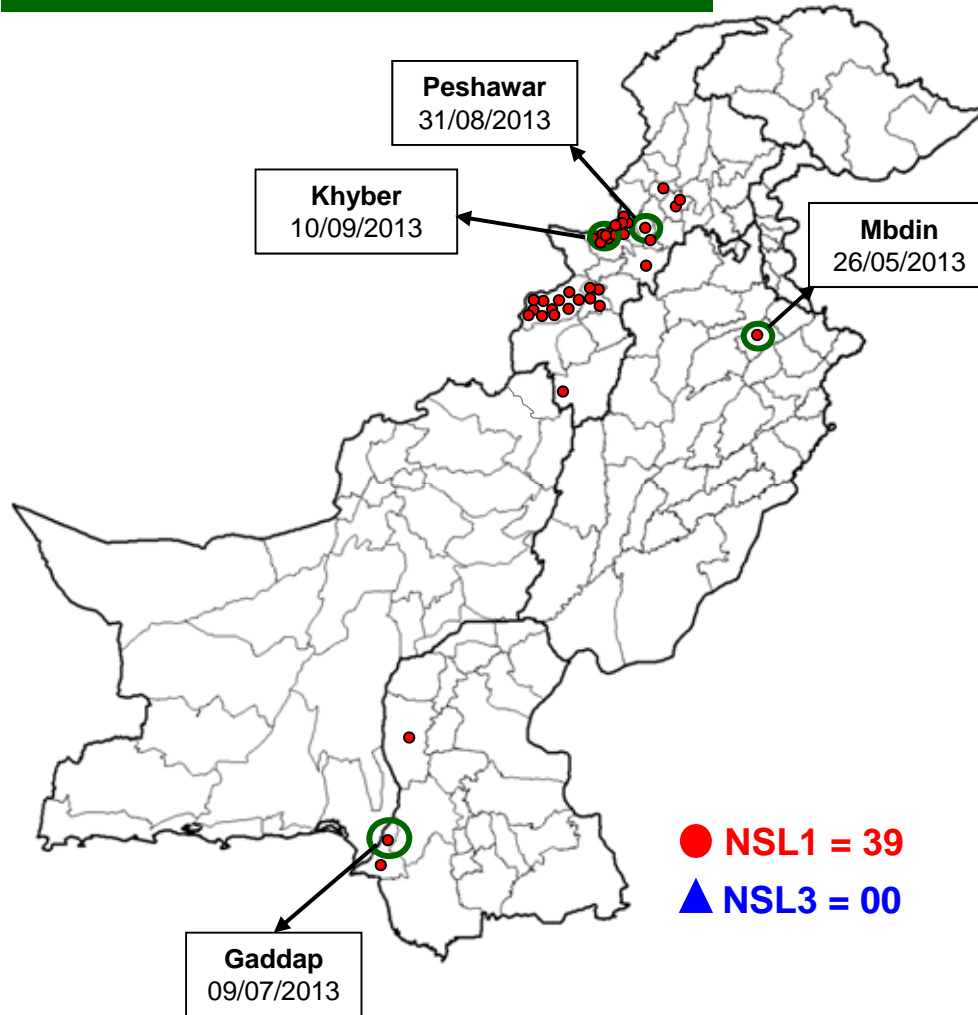 Peshawar
31/08/2013
Khyber
10/09/2013
Mbdin
26/05/2013
NSL1 = 39
NSL3 = 00
Gaddap
09/07/2013